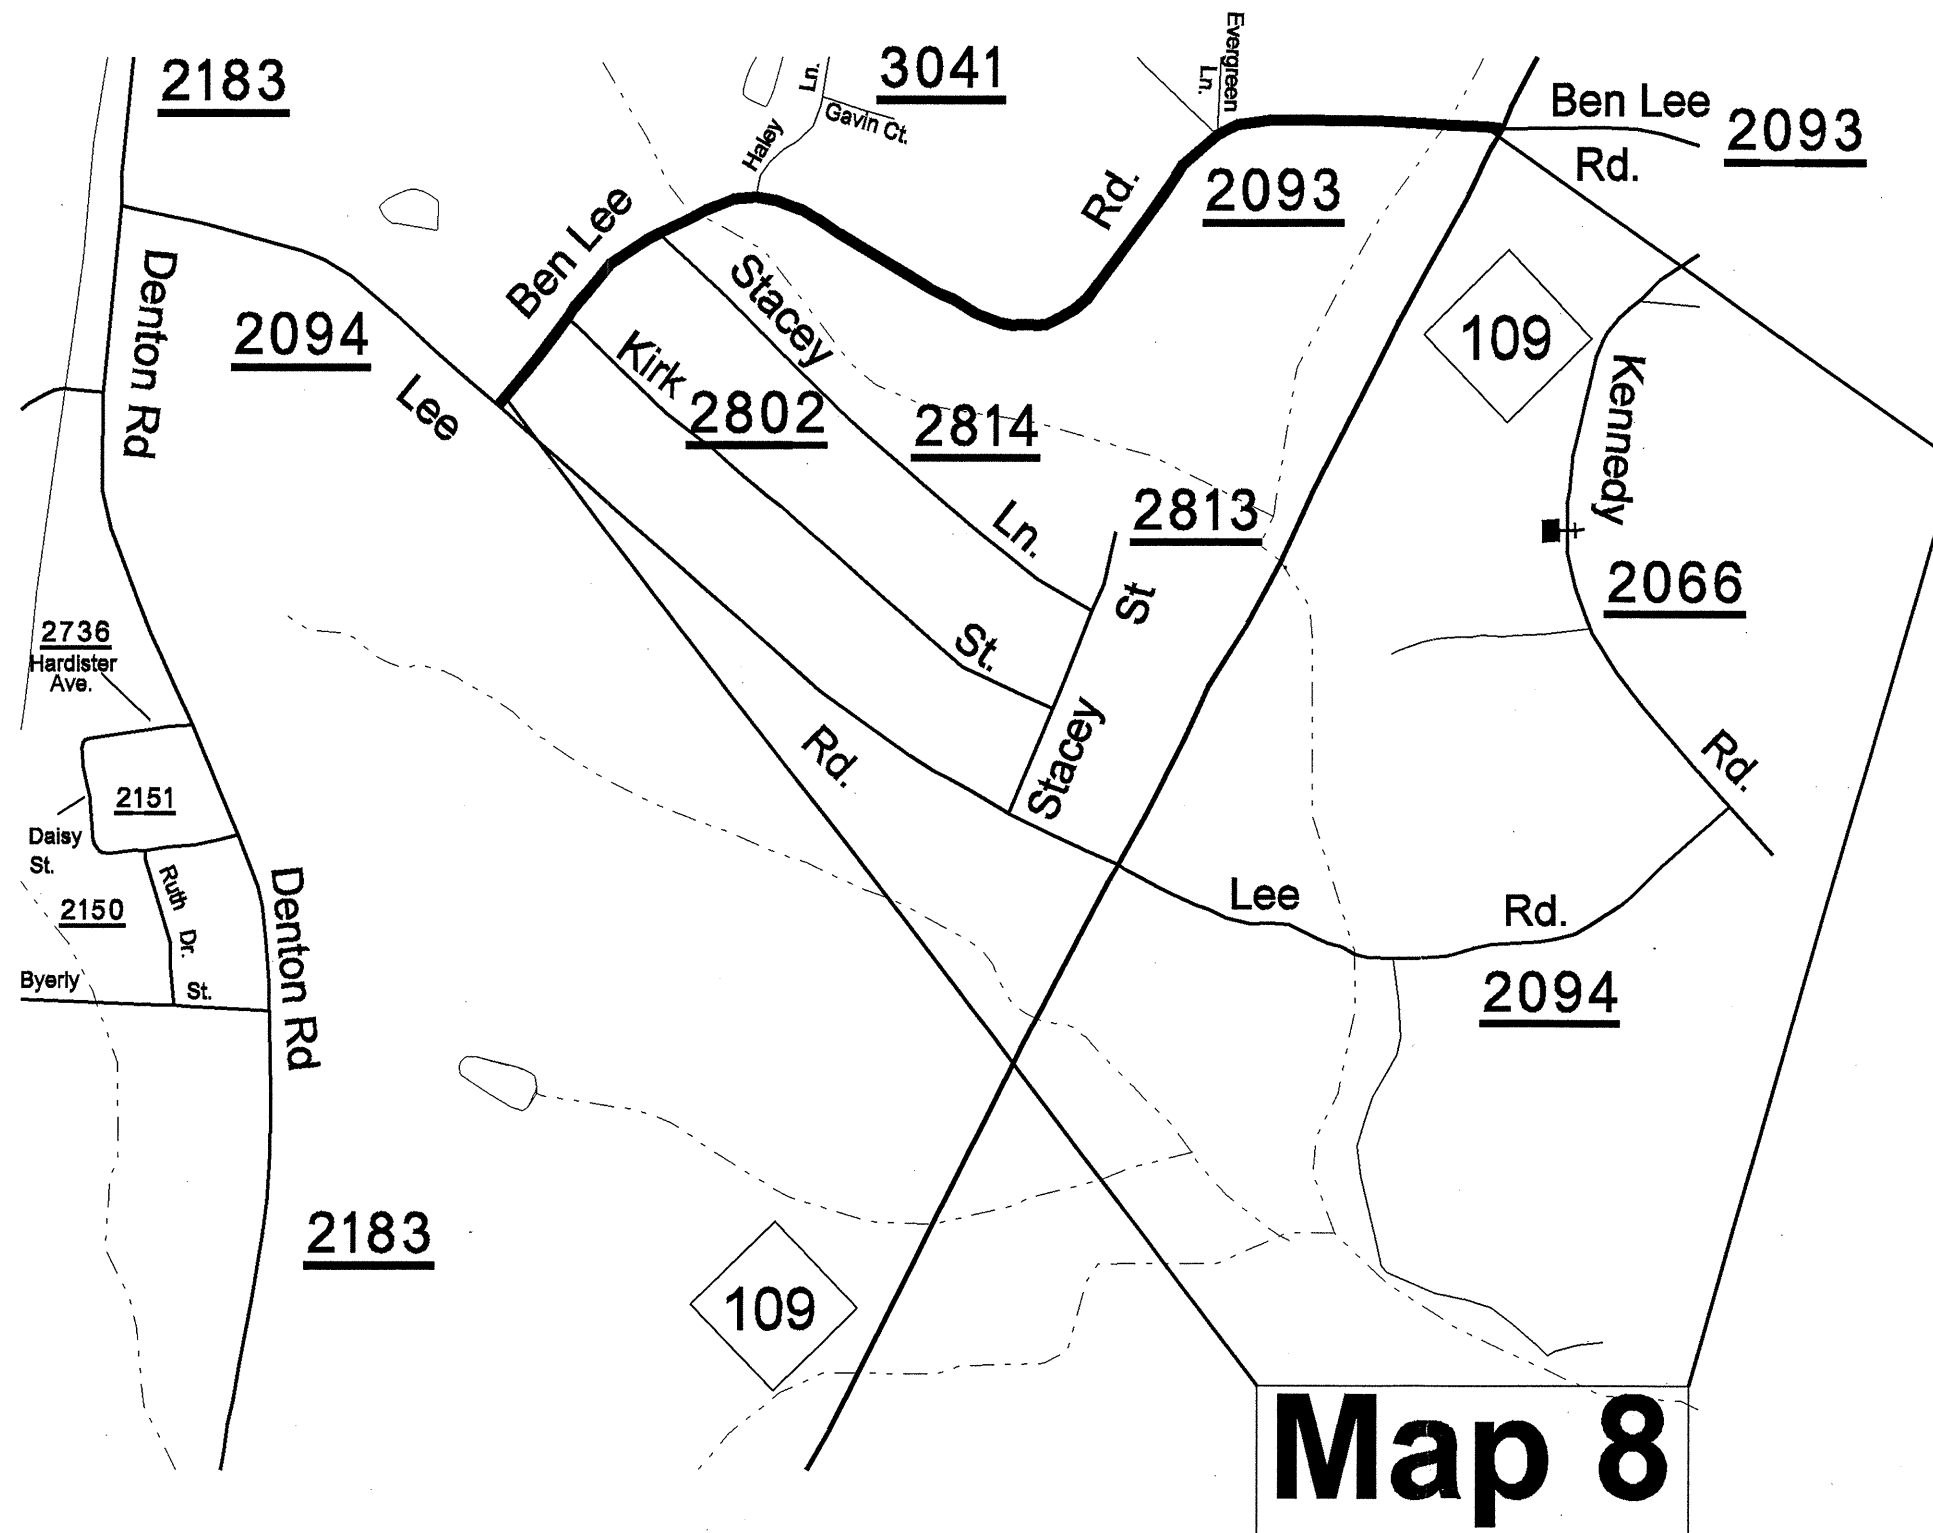 2183
3041
Evergreen
Ln.
Ln.
Gavin Ct.
Haley
Ben Lee
Rd.
2093
2093
Ben Lee
Rd.
Rd.
Denton Rd
2094
Lee
Stacey
Kirk
2802
2814
109
Kennedy
Ln.
2813
St
2066
2736
Hardister
Ave.
St.
Stacey
Rd.
Rd.
2151
Daisy
St.
Ruth
Dr.
2150
Byerly
St.
Denton Rd
Lee
Rd.
2094
2183
109
Map 8